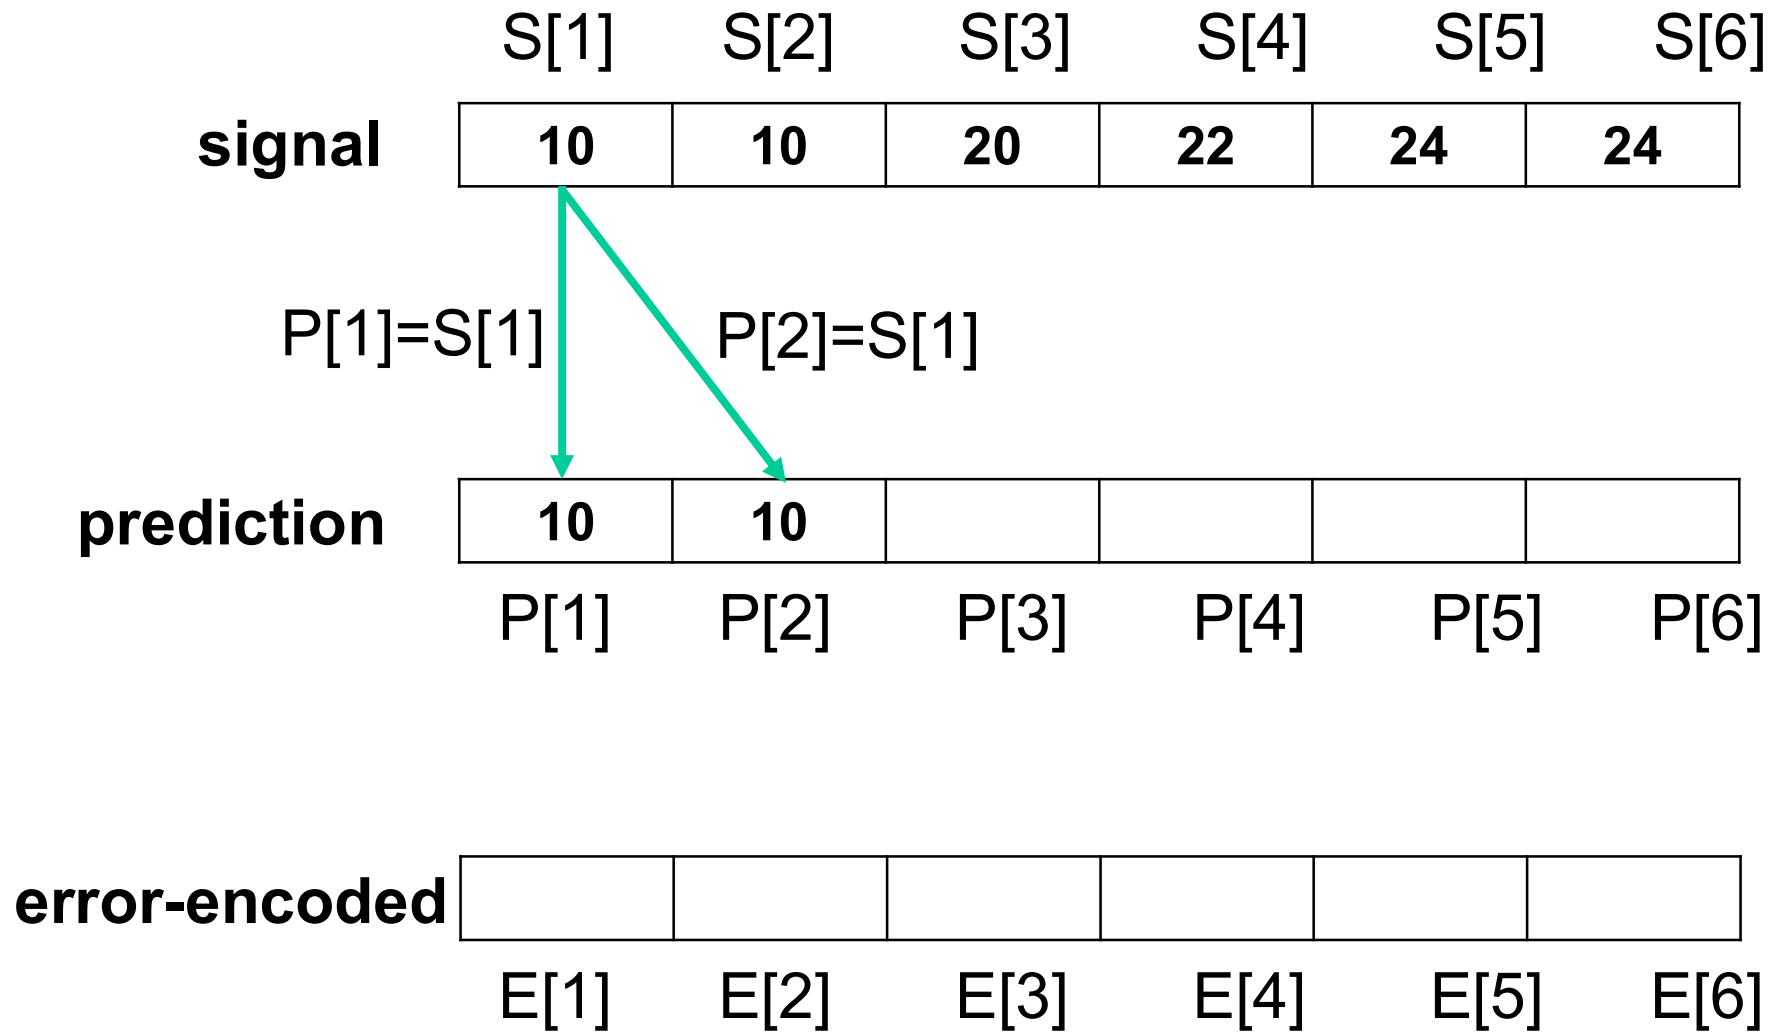 S[1] S[2] S[3] S[4] S[5] S[6]
signal 10 10 20 22 24 24
P[1]=S[1] P[2]=S[1]
prediction 10 10
P[1] P[2] P[3] P[4] P[5] P[6]
error-encoded
E[1] E[2] E[3] E[4] E[5] E[6]